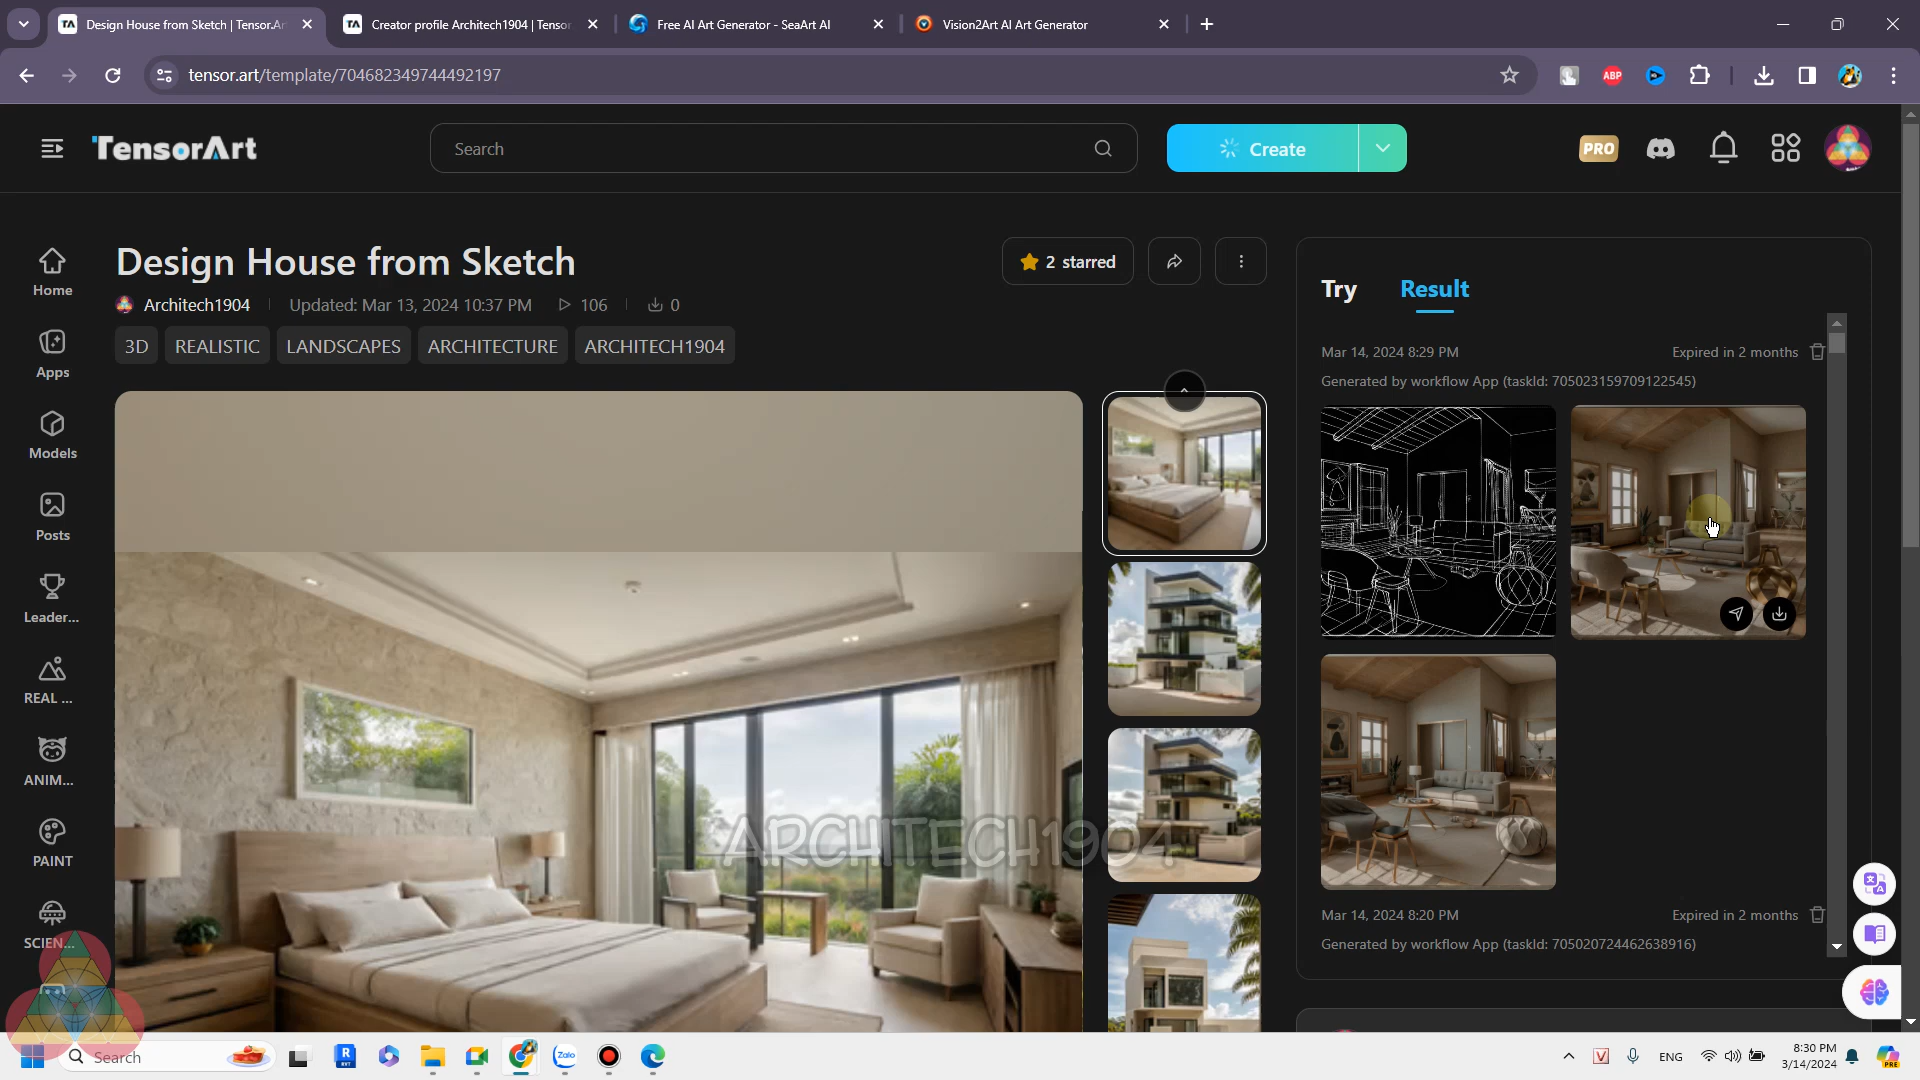 Design House from Sketch | Tensor.Ar
Creator profile Architech1904 | Tensor
Free AI Art Generator - SeaArt AI
Vision2Art AI Art Generator
tensor.art/template/704682349744492197
ABP
TensorArt
Search
Create
PRO
Home
Apps
Models
Posts
Leader...
REAL ...
ANIM...
PAINT
SCIEN...
Design House from Sketch
2 starred
Architech1904
Updated: Mar 13, 2024 10:37 PM
106
0
3D
REALISTIC
LANDSCAPES
ARCHITECTURE
ARCHITECH1904
ARCHITECH1904
Try
Result
Mar 14, 2024 8:29 PM
Expired in 2 months
Generated by workflow App (taskId: 705023159709122545)
Mar 14, 2024 8:20 PM
Expired in 2 months
Generated by workflow App (taskId: 705020724462638916)
Search
Zalo
ENG
8:30 PM
3/14/2024